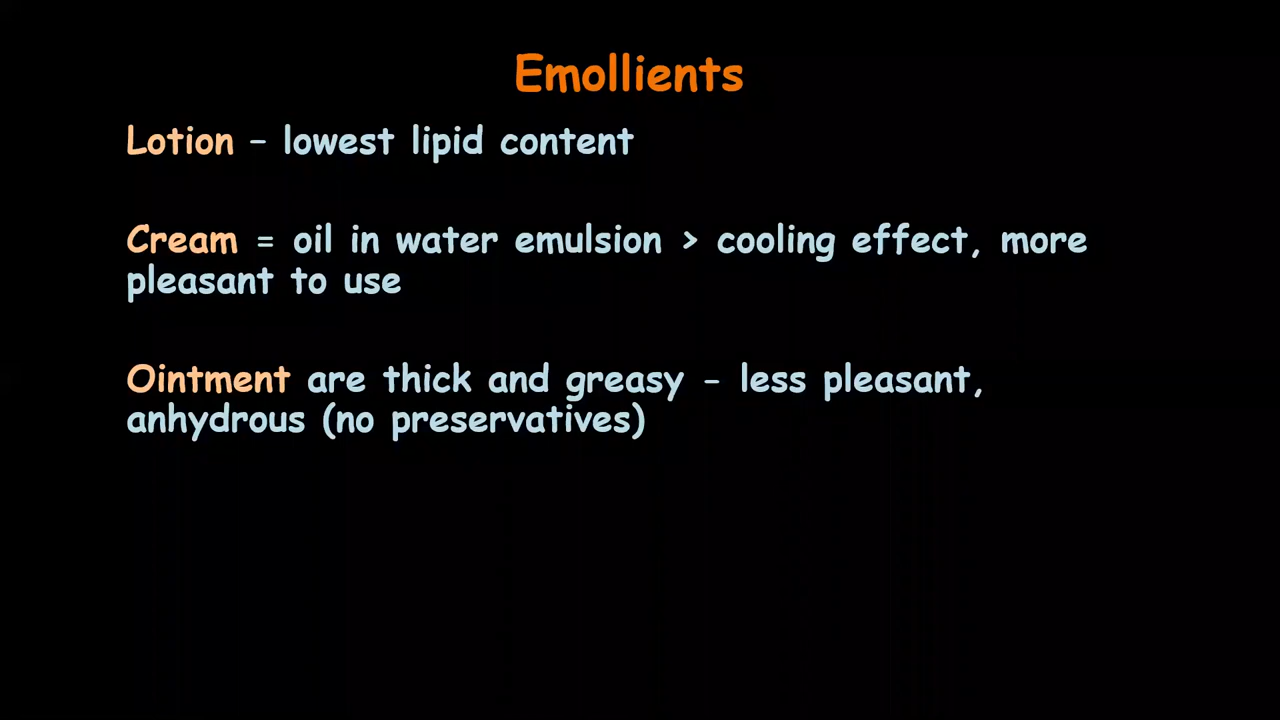 Emollients
Lotion – lowest lipid content
Cream = oil in water emulsion > cooling effect, more
pleasant to use
Ointment are thick and greasy - less pleasant,
anhydrous (no preservatives)